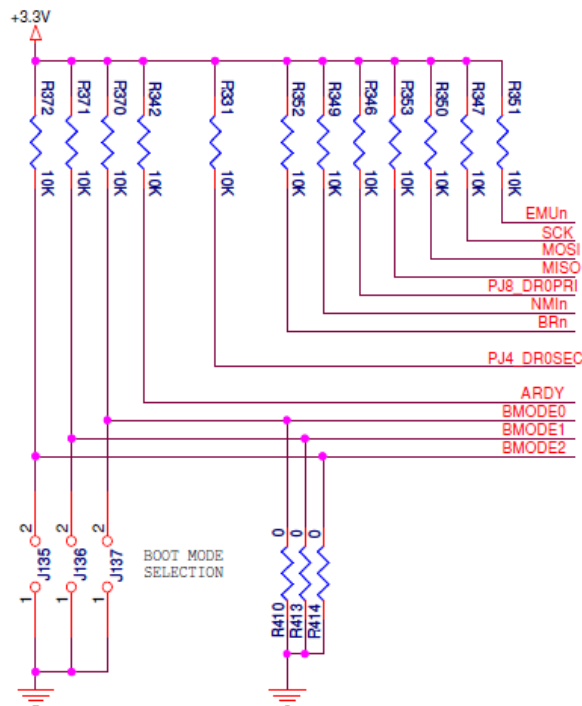 +3.3V
R372
R371
R370
R342
R331
R352
R349
R346
R353
R350
R347
R351
10K
10K
10K
10K
10K
10K
10K
10K
10K
10K
10K
10K
EMUn
SCK
MOSI
MISO
PJ8_DR0PRI
NMIn
BRn
PJ4_DR0SEC
ARDY
BMODE0
BMODE1
BMODE2
2
2
2
J135
J136
J137
1
1
1
BOOT MODE
SELECTION
0
0
0
R410
R413
R414